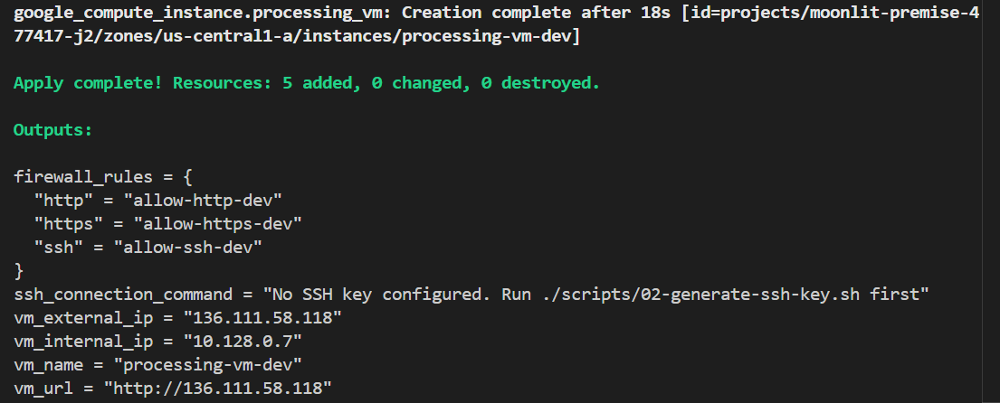 google_compute_instance.processing_vm: Creation complete after 18s [id=projects/moonlit-premise-4
77417-j2/zones/us-central1-a/instances/processing-vm-dev]
Apply complete! Resources: 5 added, 0 changed, 0 destroyed.
Outputs:
firewall_rules = {
  "http" = "allow-http-dev"
  "https" = "allow-https-dev"
  "ssh" = "allow-ssh-dev"
}
ssh_connection_command = "No SSH key configured. Run ./scripts/02-generate-ssh-key.sh first"
vm_external_ip = "136.111.58.118"
vm_internal_ip = "10.128.0.7"
vm_name = "processing-vm-dev"
vm_url = "http://136.111.58.118"